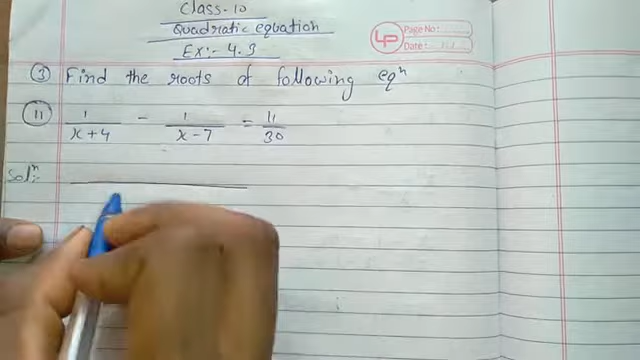 Class-10
Quadratic equation
Ex:- 4.3
LP
Page No:
Date:
③ Find the roots of following eqⁿ
(ii) 1/(x+4) - 1/(x-7) = 11/30
Solⁿ:-